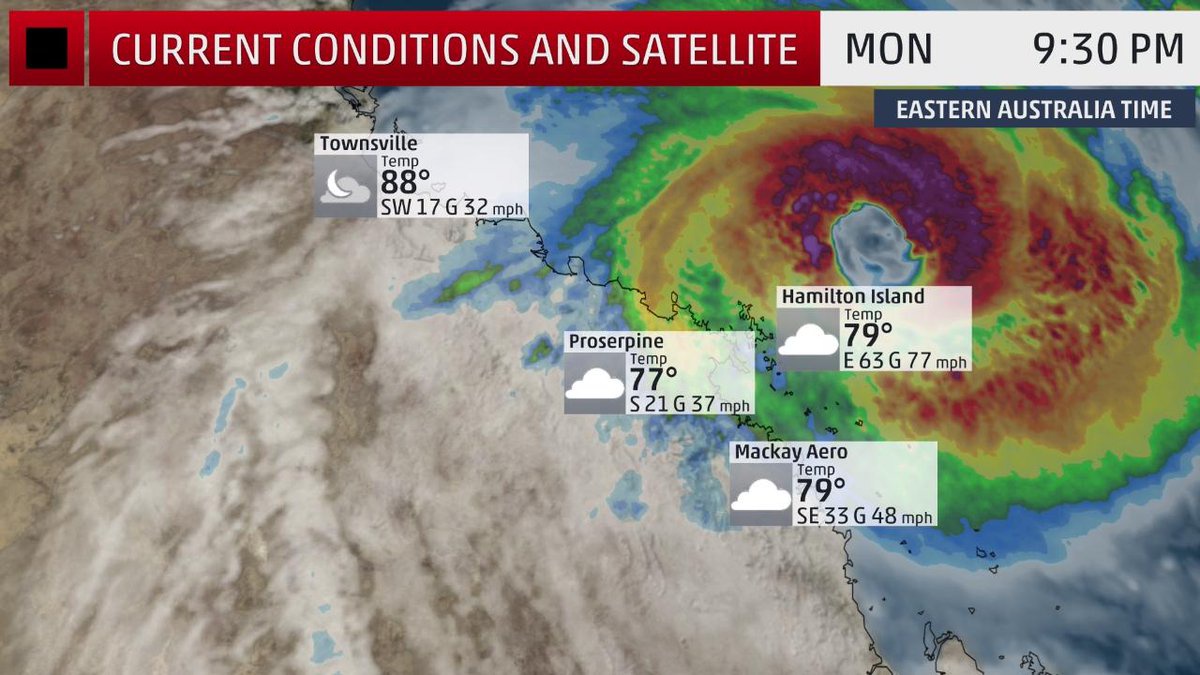 CURRENT CONDITIONS AND SATELLITE
MON 9:30 PM
EASTERN AUSTRALIA TIME
Townsville
Temp
88°
SW 17 G 32 mph
Hamilton Island
Temp
79°
E 63 G 77 mph
Proserpine
Temp
77°
S 21 G 37 mph
Mackay Aero
Temp
79°
SE 33 G 48 mph